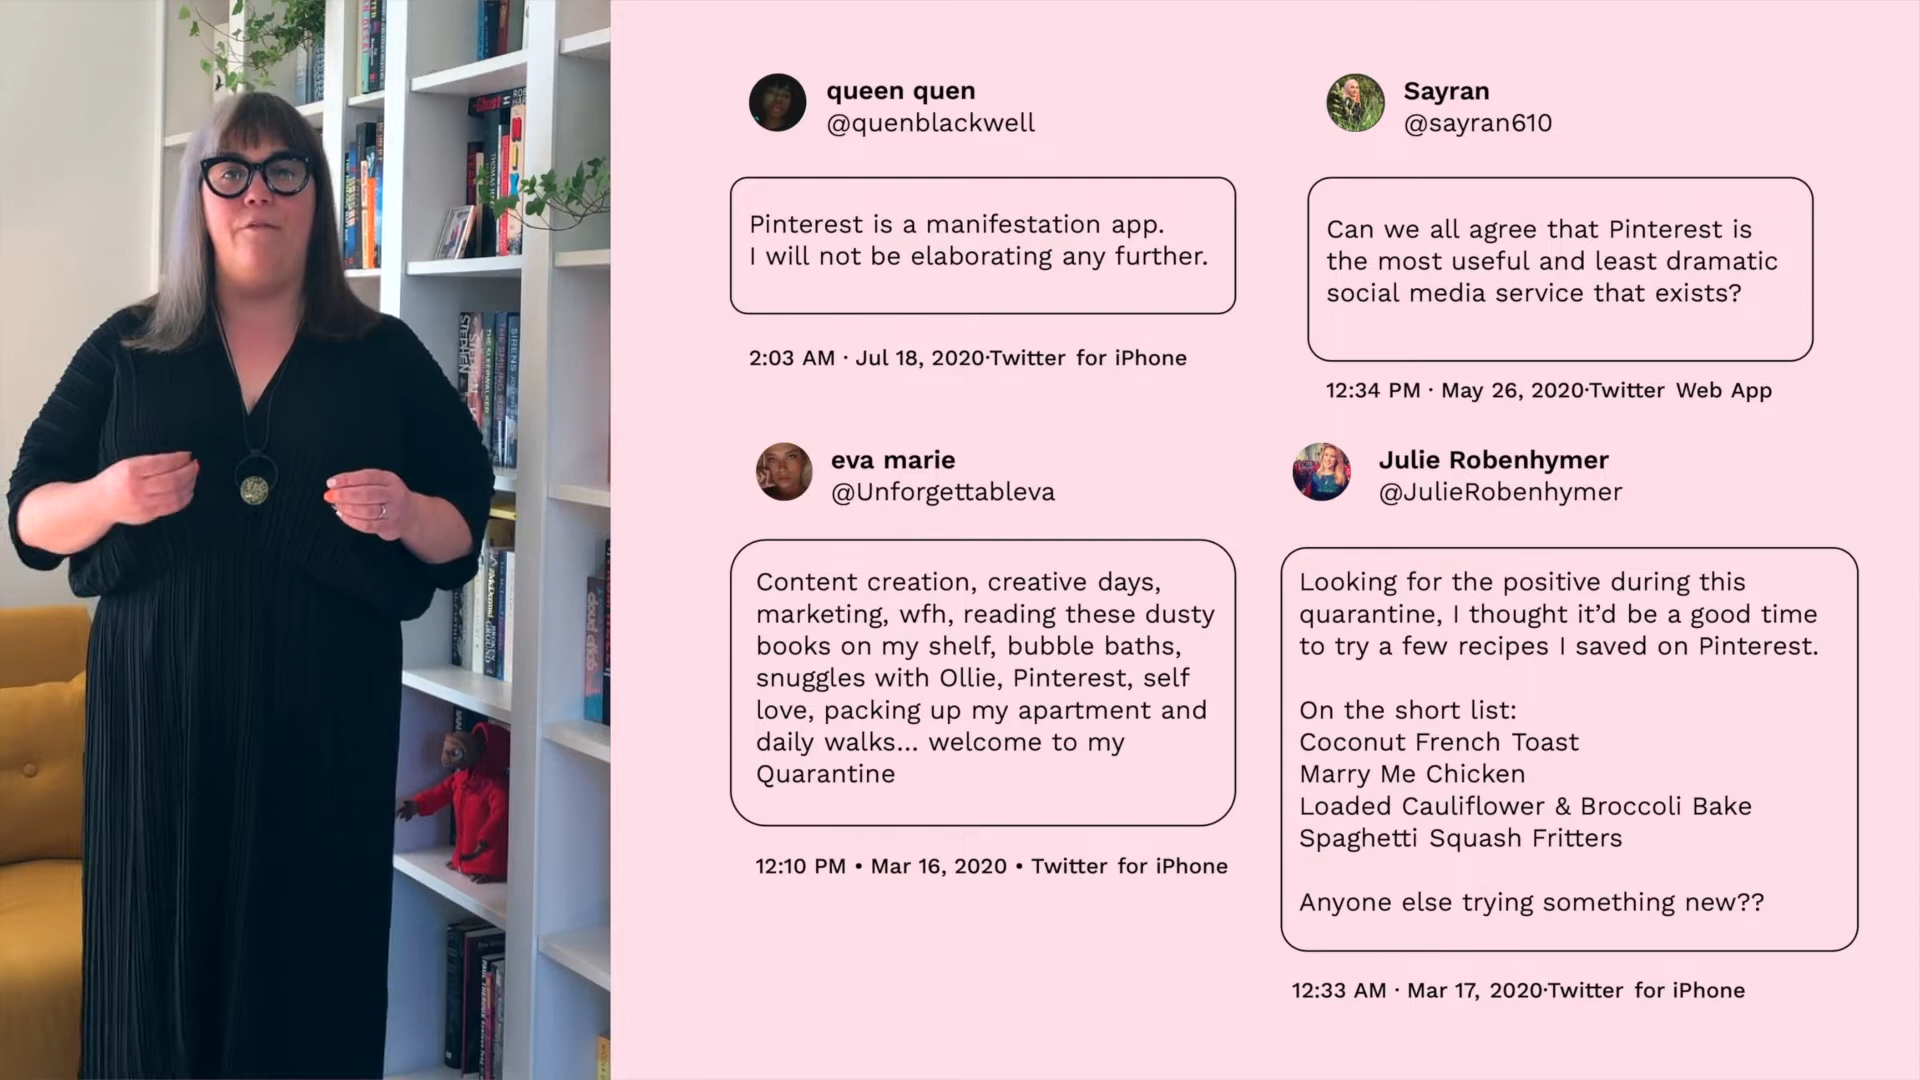 queen quen
@quenblackwell
Pinterest is a manifestation app.
I will not be elaborating any further.
2:03 AM · Jul 18, 2020·Twitter for iPhone
Sayran
@sayran610
Can we all agree that Pinterest is
the most useful and least dramatic
social media service that exists?
12:34 PM · May 26, 2020·Twitter Web App
eva marie
@Unforgettableva
Content creation, creative days,
marketing, wfh, reading these dusty
books on my shelf, bubble baths,
snuggles with Ollie, Pinterest, self
love, packing up my apartment and
daily walks... welcome to my
Quarantine
12:10 PM • Mar 16, 2020 • Twitter for iPhone
Julie Robenhymer
@JulieRobenhymer
Looking for the positive during this
quarantine, I thought it’d be a good time
to try a few recipes I saved on Pinterest.
On the short list:
Coconut French Toast
Marry Me Chicken
Loaded Cauliflower & Broccoli Bake
Spaghetti Squash Fritters
Anyone else trying something new??
12:33 AM · Mar 17, 2020·Twitter for iPhone